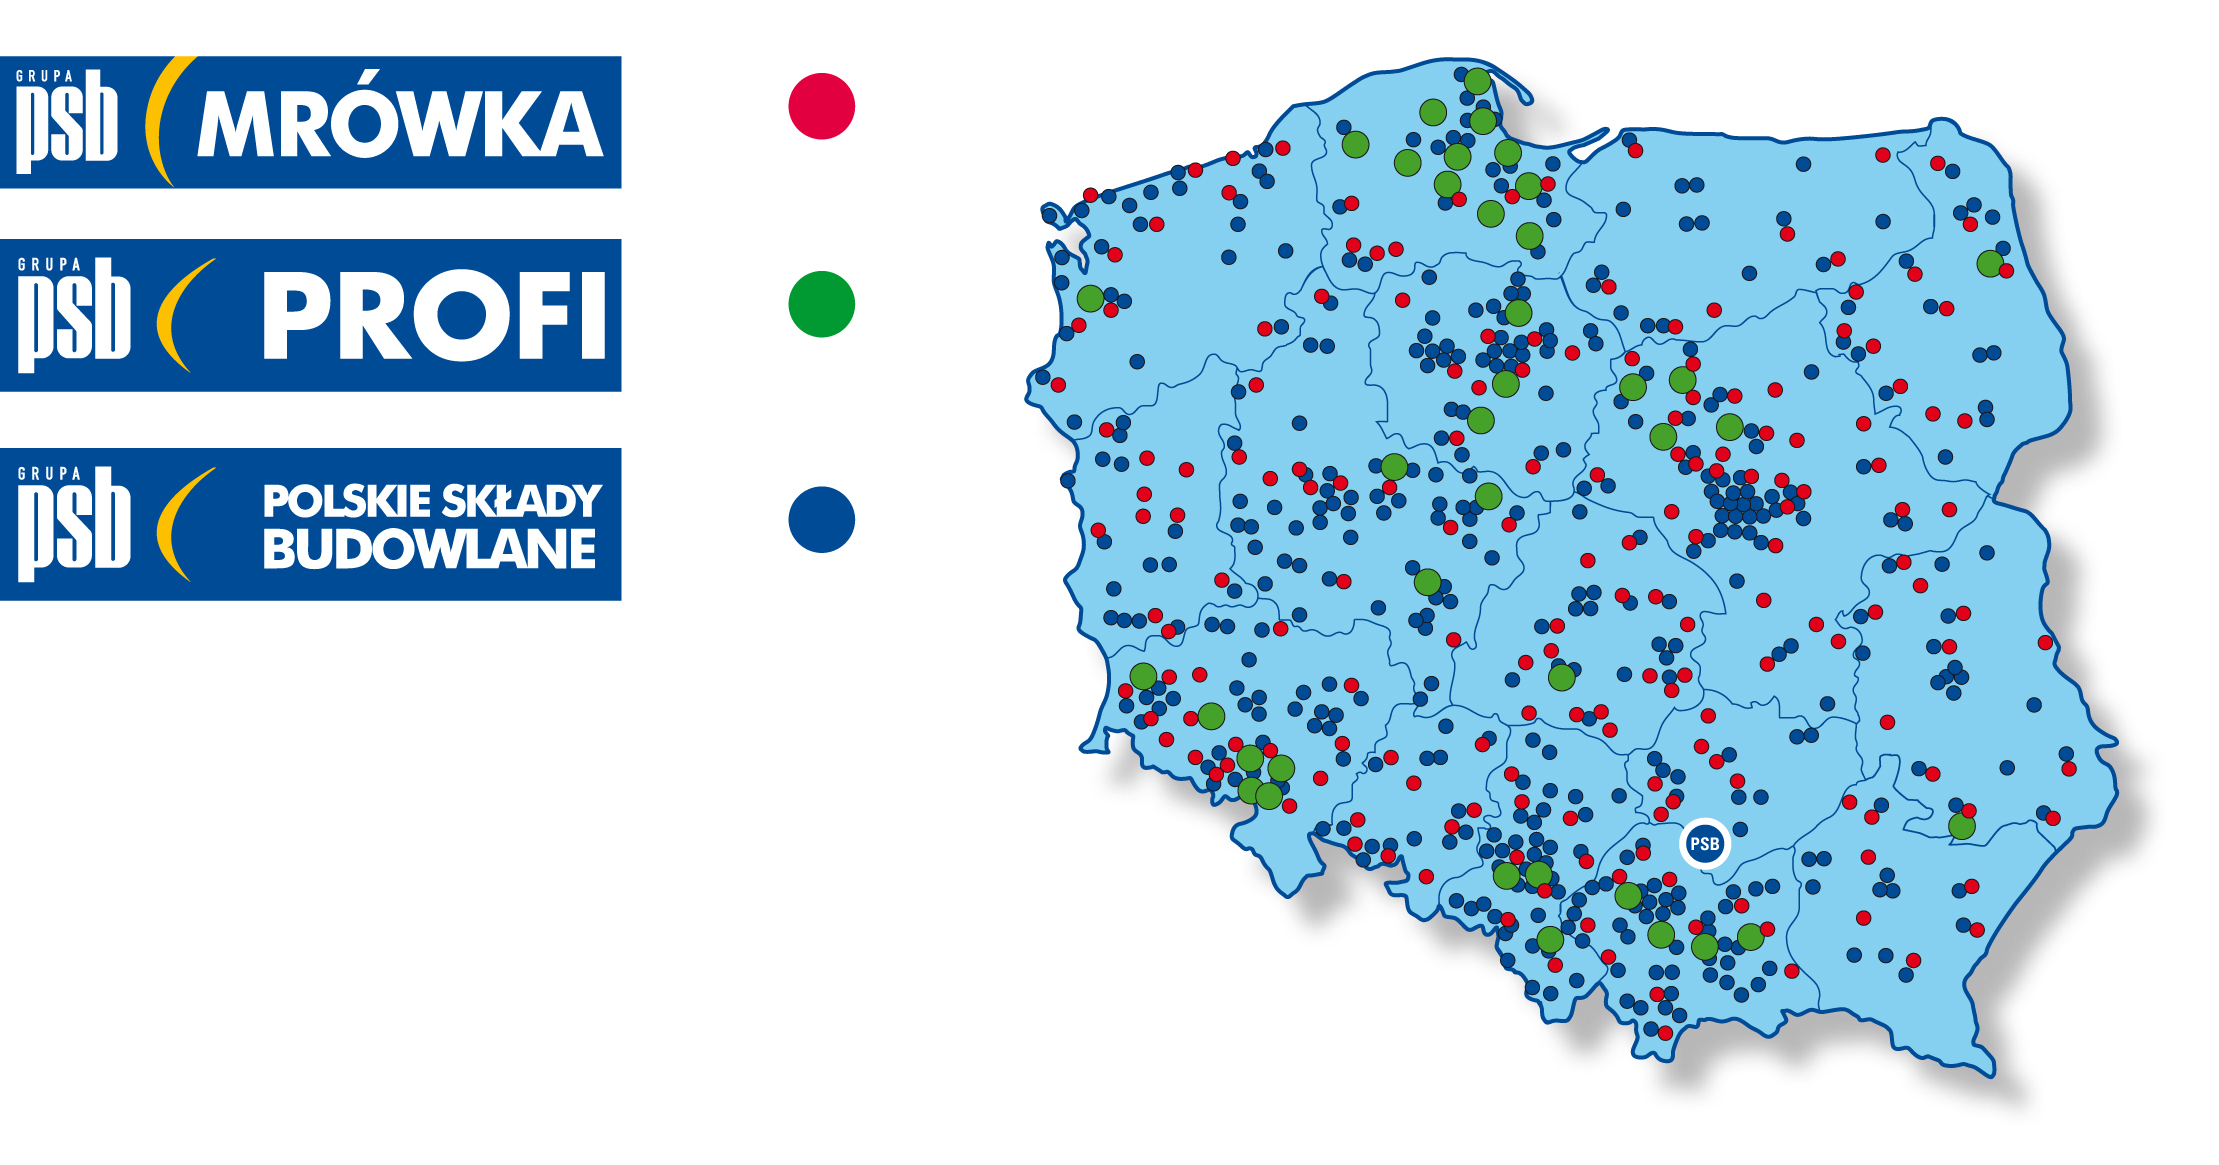 GRUPA
psb
MRÓWKA
GRUPA
psb
PROFI
GRUPA
psb
POLSKIE SKŁADY
BUDOWLANE
PSB